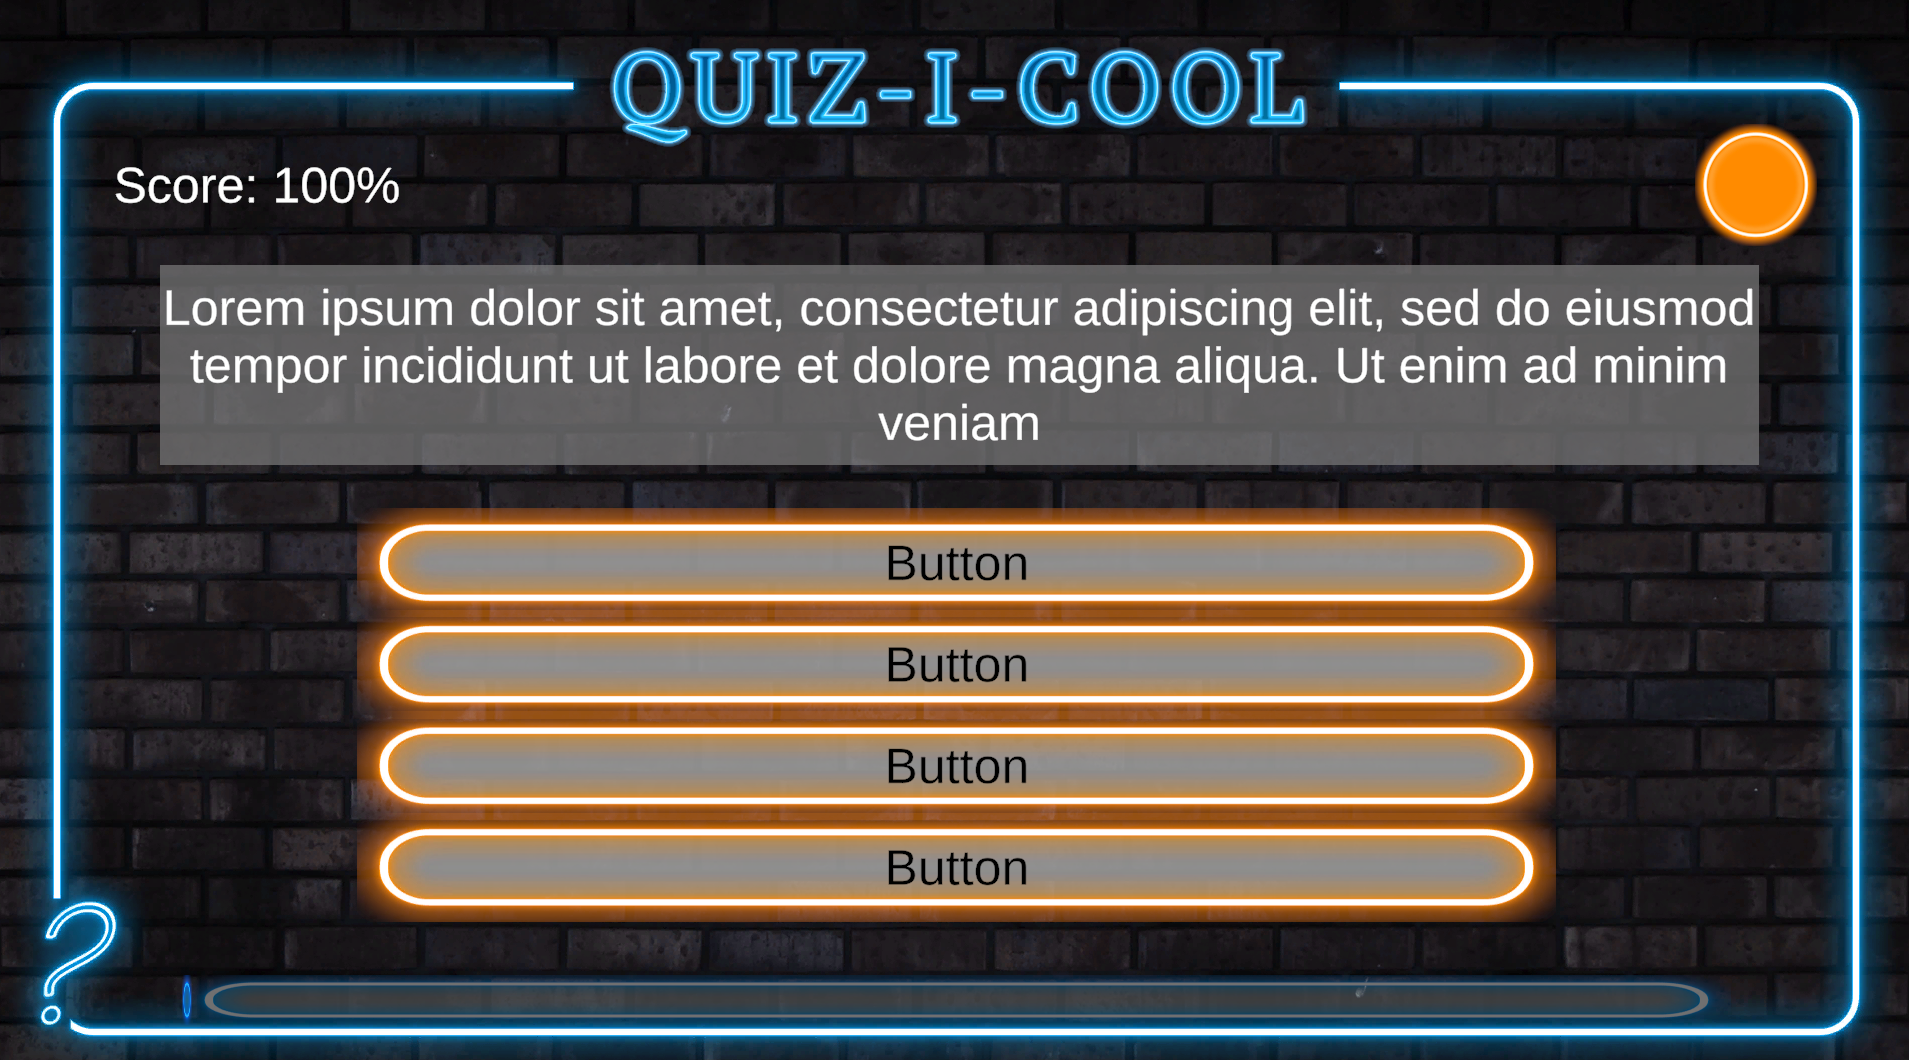 QUIZ-I-COOL
Score: 100%
Lorem ipsum dolor sit amet, consectetur adipiscing elit, sed do eiusmod
tempor incididunt ut labore et dolore magna aliqua. Ut enim ad minim
veniam
Button
Button
Button
Button
?